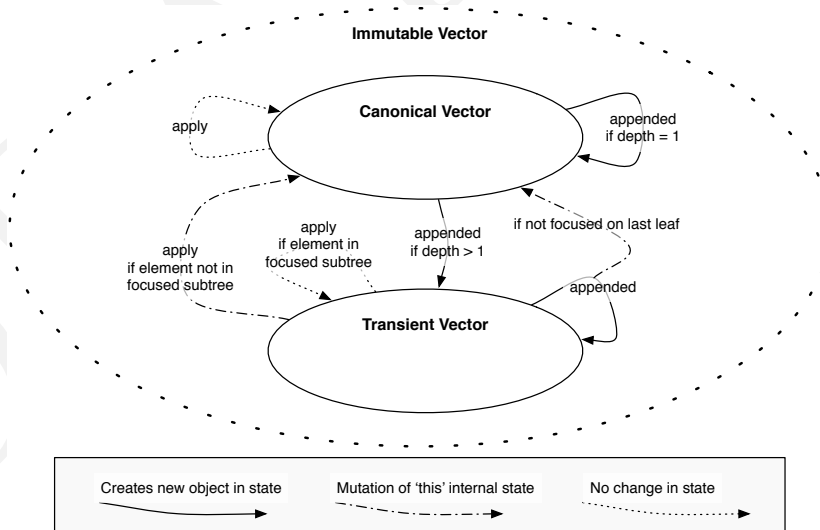 Immutable Vector
Canonical Vector
apply
appended
if depth = 1
apply
if element in
focused subtree
appended
if depth > 1
if not focused on last leaf
apply
if element not in
focused subtree
appended
Transient Vector
Creates new object in state
Mutation of ‘this’ internal state
No change in state